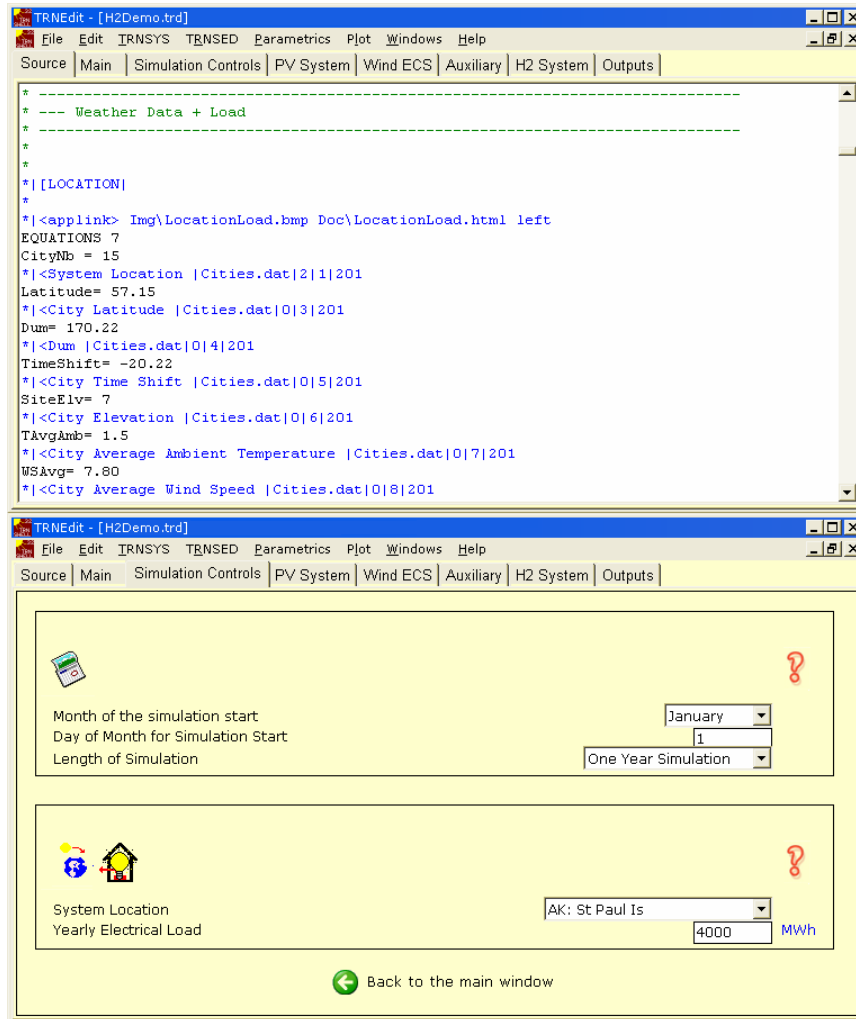 TRNEdit - [H2Demo.trd]
File Edit TRNSYS TRNSED Parametrics Plot Windows Help
Source Main Simulation Controls PV System Wind ECS Auxiliary H2 System Outputs
* ------------------------------------------------------------------------------
* --- Weather Data + Load
* ------------------------------------------------------------------------------
*
*
*|[LOCATION|
*
*|<applink> Img\LocationLoad.bmp Doc\LocationLoad.html left
EQUATIONS 7
CityNb = 15
*|<System Location |Cities.dat|2|1|201
Latitude= 57.15
*|<City Latitude |Cities.dat|0|3|201
Dum= 170.22
*|<Dum |Cities.dat|0|4|201
TimeShift= -20.22
*|<City Time Shift |Cities.dat|0|5|201
SiteElv= 7
*|<City Elevation |Cities.dat|0|6|201
TAvgAmb= 1.5
*|<City Average Ambient Temperature |Cities.dat|0|7|201
WSAvg= 7.80
*|<City Average Wind Speed |Cities.dat|0|8|201
TRNEdit - [H2Demo.trd]
File Edit TRNSYS TRNSED Parametrics Plot Windows Help
Source Main Simulation Controls PV System Wind ECS Auxiliary H2 System Outputs
Month of the simulation start January
Day of Month for Simulation Start 1
Length of Simulation One Year Simulation
System Location AK: St Paul Is
Yearly Electrical Load 4000 MWh
Back to the main window